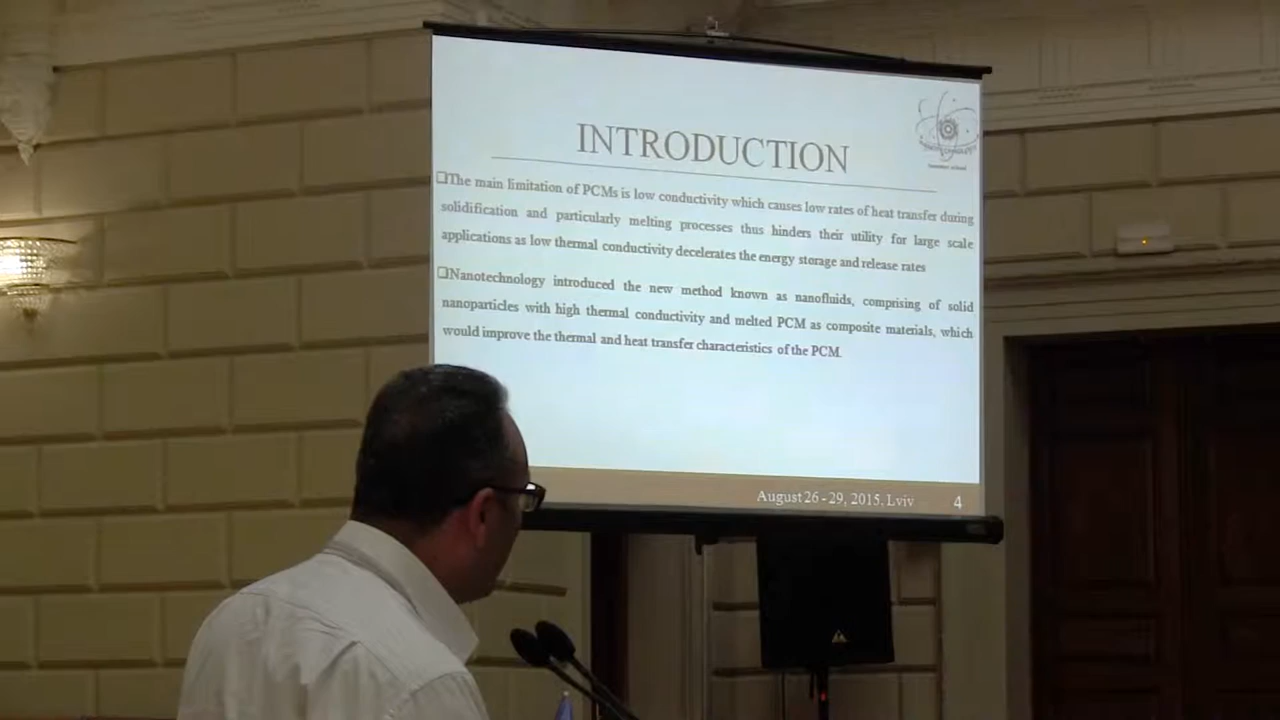 INTRODUCTION
❑The main limitation of PCMs is low conductivity which causes low rates of heat transfer during
solidification and particularly melting processes thus hinders their utility for large scale
applications as low thermal conductivity decelerates the energy storage and release rates
❑Nanotechnology introduced the new method known as nanofluids, comprising of solid
nanoparticles with high thermal conductivity and melted PCM as composite materials, which
would improve the thermal and heat transfer characteristics of the PCM.
August 26-29, 2015, Lviv 4